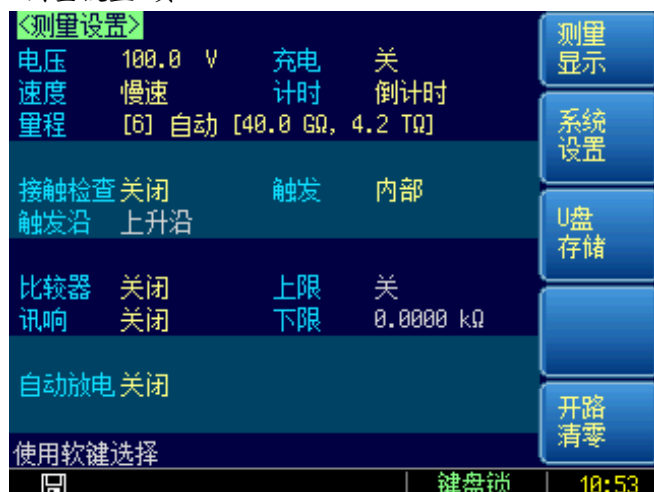 <测量设置>
电压 100.0 V 充电 关
速度 慢速 计时 倒计时
量程 [6] 自动 [40.0 GΩ, 4.2 TΩ]
接触检查 关闭 触发 内部
触发沿 上升沿
比较器 关闭 上限 关
讯响 关闭 下限 0.0000 kΩ
自动放电 关闭
使用软键选择
键盘锁 10:53
测量
显示
系统
设置
U盘
存储
开路
清零